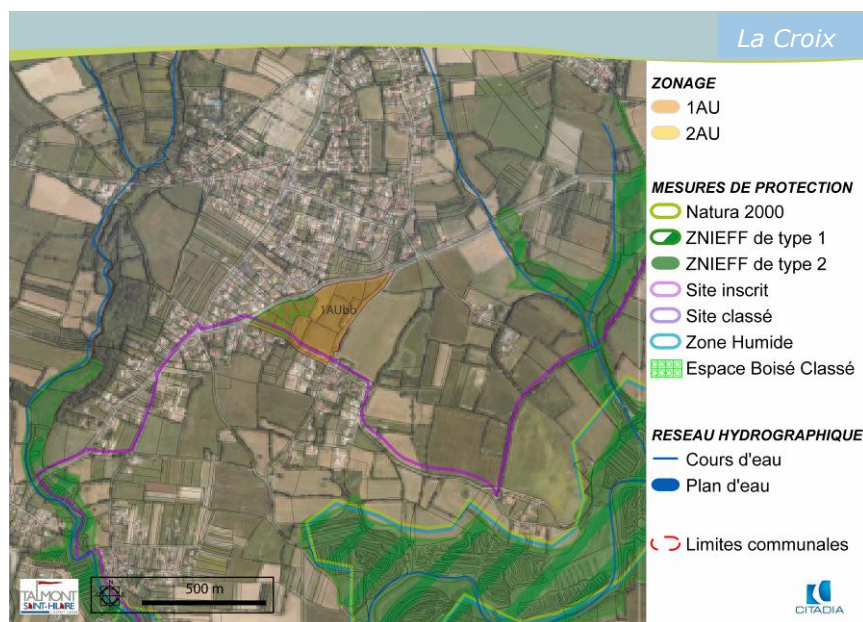 La Croix
ZONAGE
1AU
2AU
MESURES DE PROTECTION
Natura 2000
ZNIEFF de type 1
ZNIEFF de type 2
Site inscrit
Site classé
Zone Humide
Espace Boisé Classé
RESEAU HYDROGRAPHIQUE
Cours d'eau
Plan d'eau
Limites communales
1AUbo
N
E
500 m
TALMONT
SAINT-HILAIRE
CITADIA